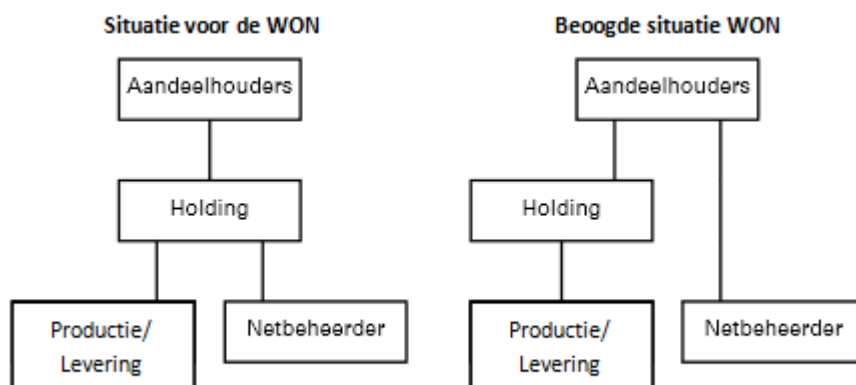 Situatie voor de WON
Aandeelhouders
Holding
Productie/
Levering
Netbeheerder
Beoogde situatie WON
Aandeelhouders
Holding
Productie/
Levering
Netbeheerder